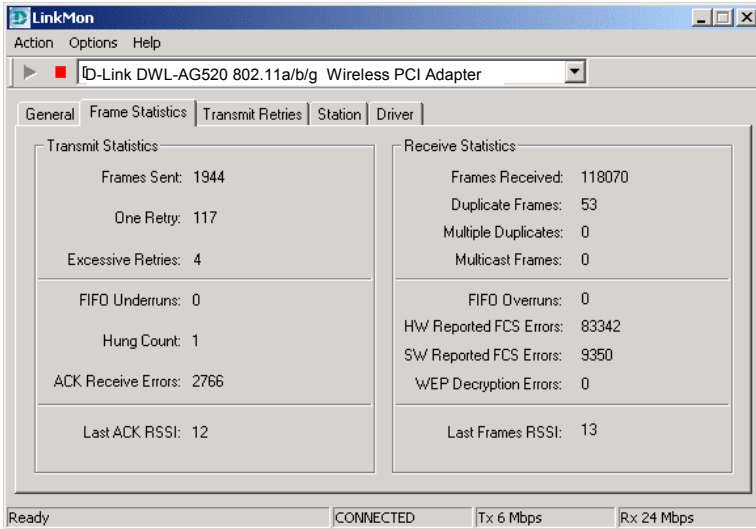 LinkMon
Action Options Help
D-Link DWL-AG520 802.11a/b/g Wireless PCI Adapter
General Frame Statistics Transmit Retries Station Driver
Transmit Statistics
Frames Sent: 1944
One Retry: 117
Excessive Retries: 4
FIFO Underruns: 0
Hung Count: 1
ACK Receive Errors: 2766
Last ACK RSSI: 12
Receive Statistics
Frames Received: 118070
Duplicate Frames: 53
Multiple Duplicates: 0
Multicast Frames: 0
FIFO Overruns: 0
HW Reported FCS Errors: 83342
SW Reported FCS Errors: 9350
WEP Decryption Errors: 0
Last Frames RSSI: 13
Ready CONNECTED Tx 6 Mbps Rx 24 Mbps